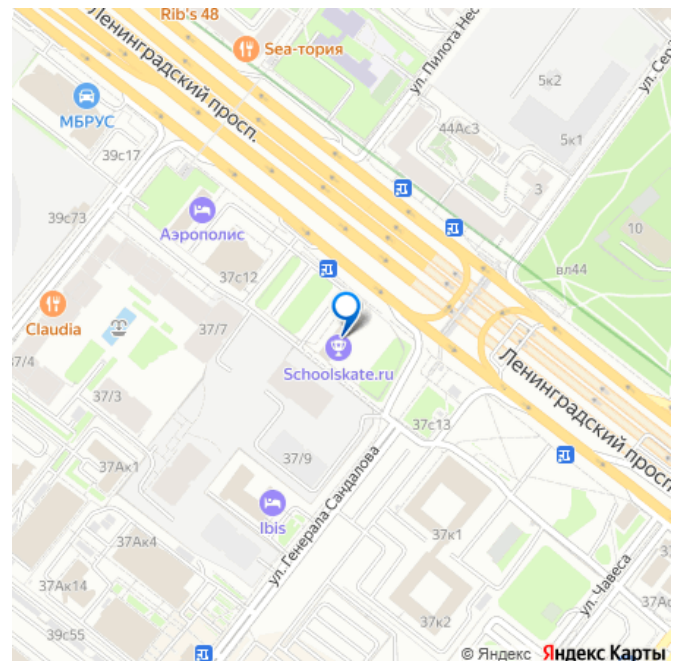 Rib's 48
Sea-тория
ул. Пилота Нес
ул. Сер
Ленинградский просп.
5к2
МБРУС
44Ас3
5к1
39с17
3
39с73
Аэрополис
10
вл44
37с12
Claudia
37/7
Schoolskate.ru
37/4
Ленинградский просп.
37/3
37с13
37/9
37Ак1
ул. Генерала Сандалова
Ibis
37Ак4
37к1
ул. Чавеса
37Ак14
37Ас
37к2
39с55
© Яндекс Яндекс Карты